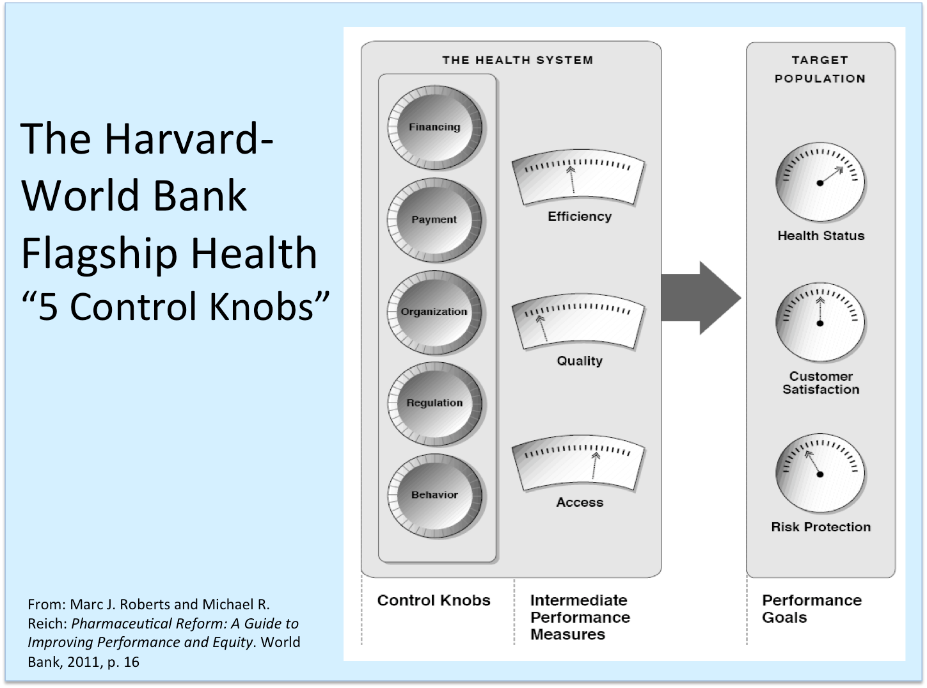 The Harvard-
World Bank
Flagship Health
“5 Control Knobs”
From: Marc J. Roberts and Michael R.
Reich: Pharmaceutical Reform: A Guide to
Improving Performance and Equity. World
Bank, 2011, p. 16
THE HEALTH SYSTEM
Financing
Payment
Organization
Regulation
Behavior
Efficiency
Quality
Access
TARGET
POPULATION
Health Status
Customer
Satisfaction
Risk Protection
Control Knobs
Intermediate
Performance
Measures
Performance
Goals